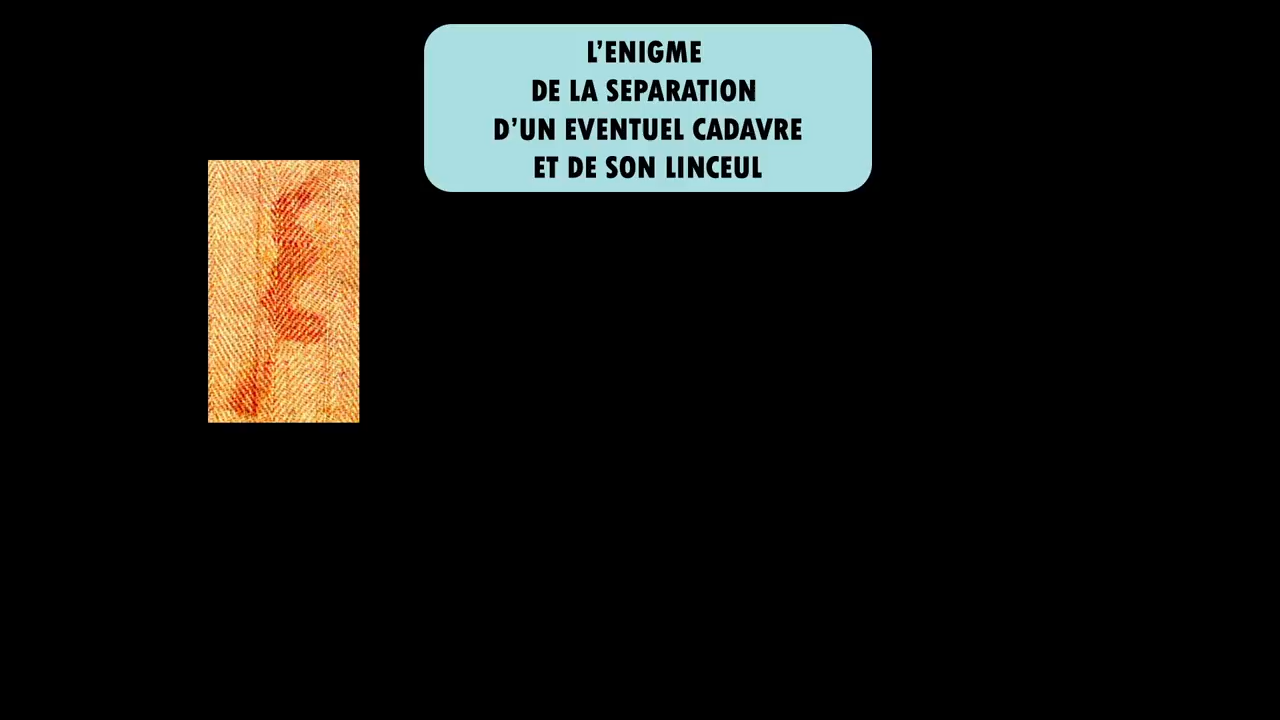 L’ENIGME
DE LA SEPARATION
D’UN EVENTUEL CADAVRE
ET DE SON LINCEUL